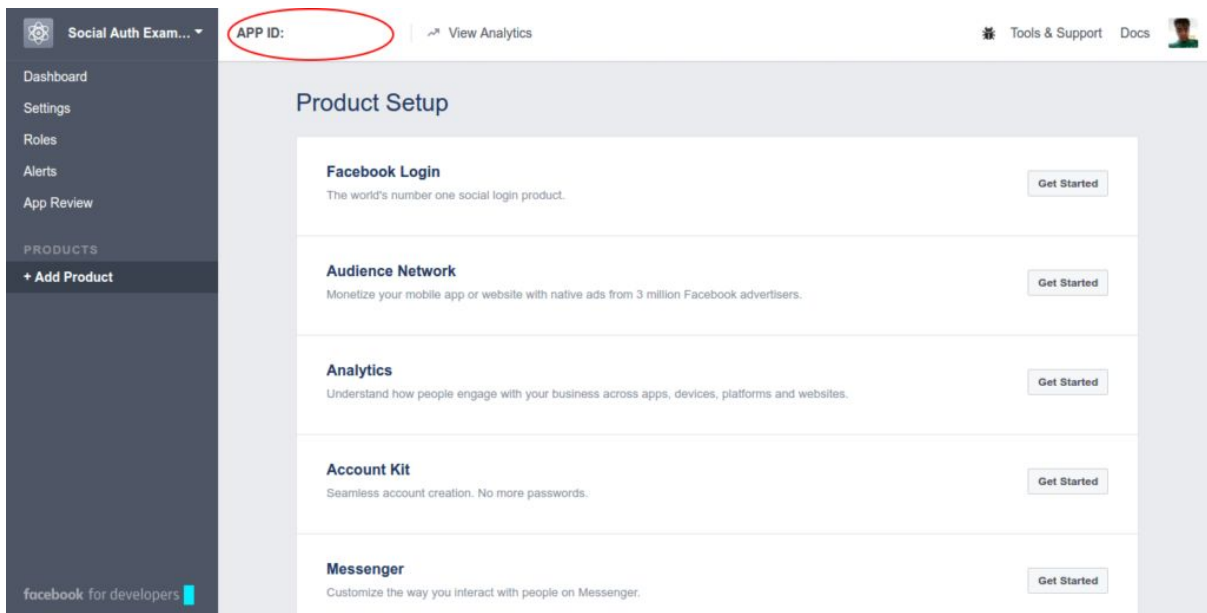 Social Auth Exam...
APP ID:
View Analytics
Tools & Support
Docs
Dashboard
Settings
Roles
Alerts
App Review
PRODUCTS
+ Add Product
facebook for developers
Product Setup
Facebook Login
The world's number one social login product.
Get Started
Audience Network
Monetize your mobile app or website with native ads from 3 million Facebook advertisers.
Get Started
Analytics
Understand how people engage with your business across apps, devices, platforms and websites.
Get Started
Account Kit
Seamless account creation. No more passwords.
Get Started
Messenger
Customize the way you interact with people on Messenger.
Get Started